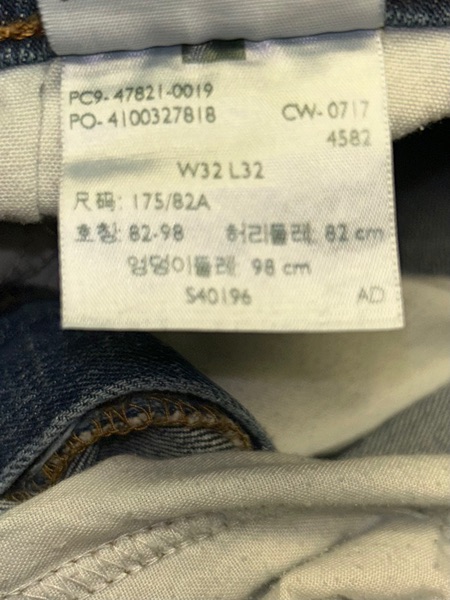 PC9-47821-0019
PO-4100327818 CW-0717
4582
W32 L32
尺码: 175/82A
호칭: 82-98 허리둘레: 82 cm
엉덩이둘레: 98 cm
S40196 AD